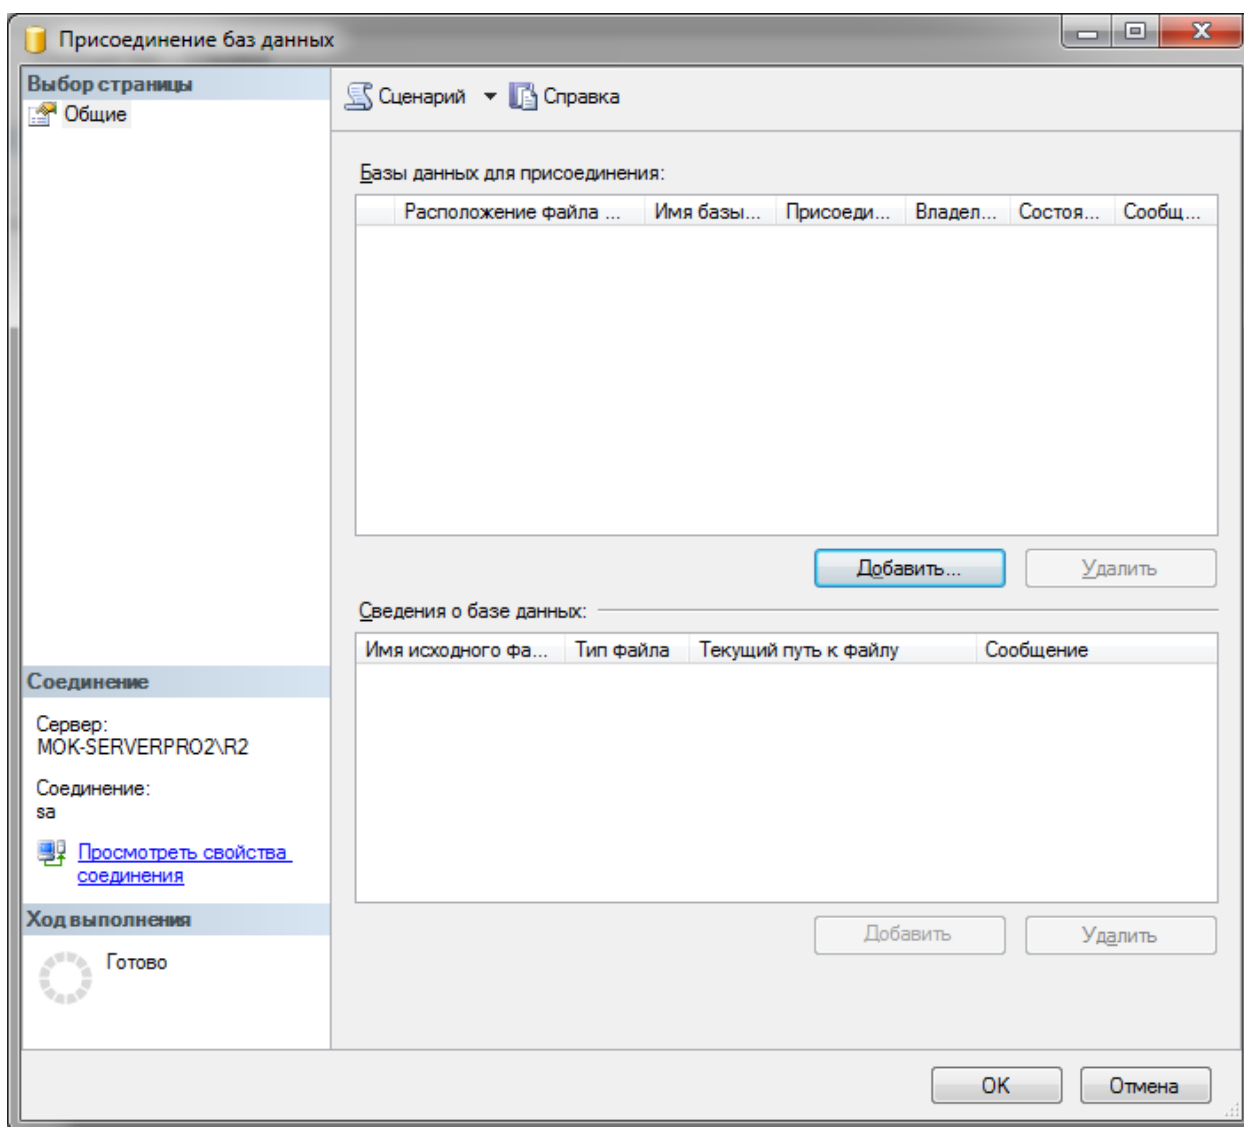 Присоединение баз данных
Выбор страницы
Общие
Сценарий Справка
Базы данных для присоединения:
Расположение файла ... Имя базы... Присоеди... Владел... Состоя... Сообщ...
Добавить... Удалить
Сведения о базе данных:
Имя исходного фа... Тип файла Текущий путь к файлу Сообщение
Добавить Удалить
Соединение
Сервер:
MOK-SERVERPRO2\R2
Соединение:
sa
Просмотреть свойства
соединения
Ход выполнения
Готово
OK Отмена